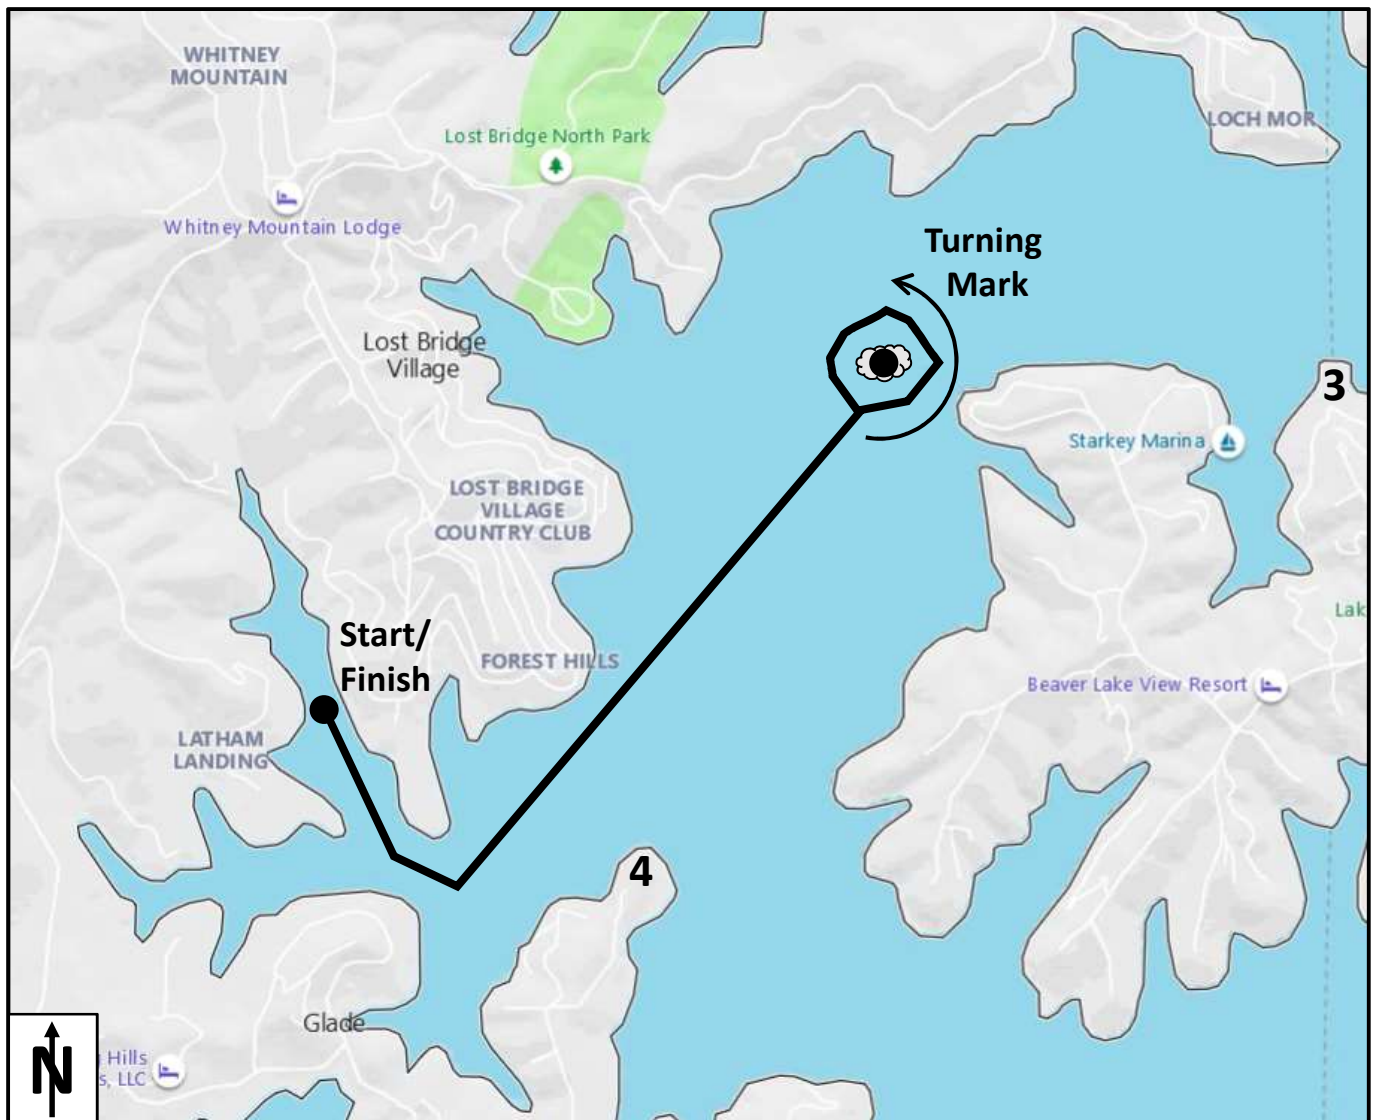 WHITNEY
MOUNTAIN
LOCH MOR
Lost Bridge North Park
Whitney Mountain Lodge
Turning
Mark
Lost Bridge
Village
3
Starkey Marina
LOST BRIDGE
VILLAGE
COUNTRY CLUB
Lak
Start/
Finish
FOREST HILLS
Beaver Lake View Resort
LATHAM
LANDING
4
Glade
N
Hills
s, LLC